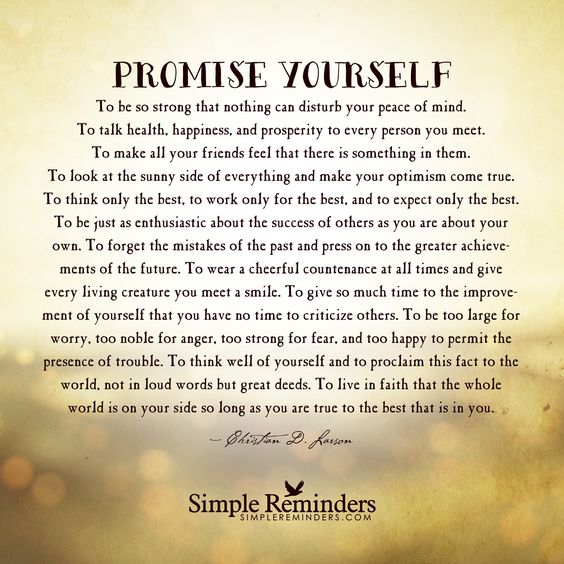 PROMISE YOURSELF
To be so strong that nothing can disturb your peace of mind.
To talk health, happiness, and prosperity to every person you meet.
To make all your friends feel that there is something in them.
To look at the sunny side of everything and make your optimism come true.
To think only the best, to work only for the best, and to expect only the best.
To be just as enthusiastic about the success of others as you are about your
own. To forget the mistakes of the past and press on to the greater achieve-
ments of the future. To wear a cheerful countenance at all times and give
every living creature you meet a smile. To give so much time to the improve-
ment of yourself that you have no time to criticize others. To be too large for
worry, too noble for anger, too strong for fear, and too happy to permit the
presence of trouble. To think well of yourself and to proclaim this fact to the
world, not in loud words but great deeds. To live in faith that the whole
world is on your side so long as you are true to the best that is in you.
— Christian D. Larson
Simple Reminders
SIMPLEREMINDERS.COM